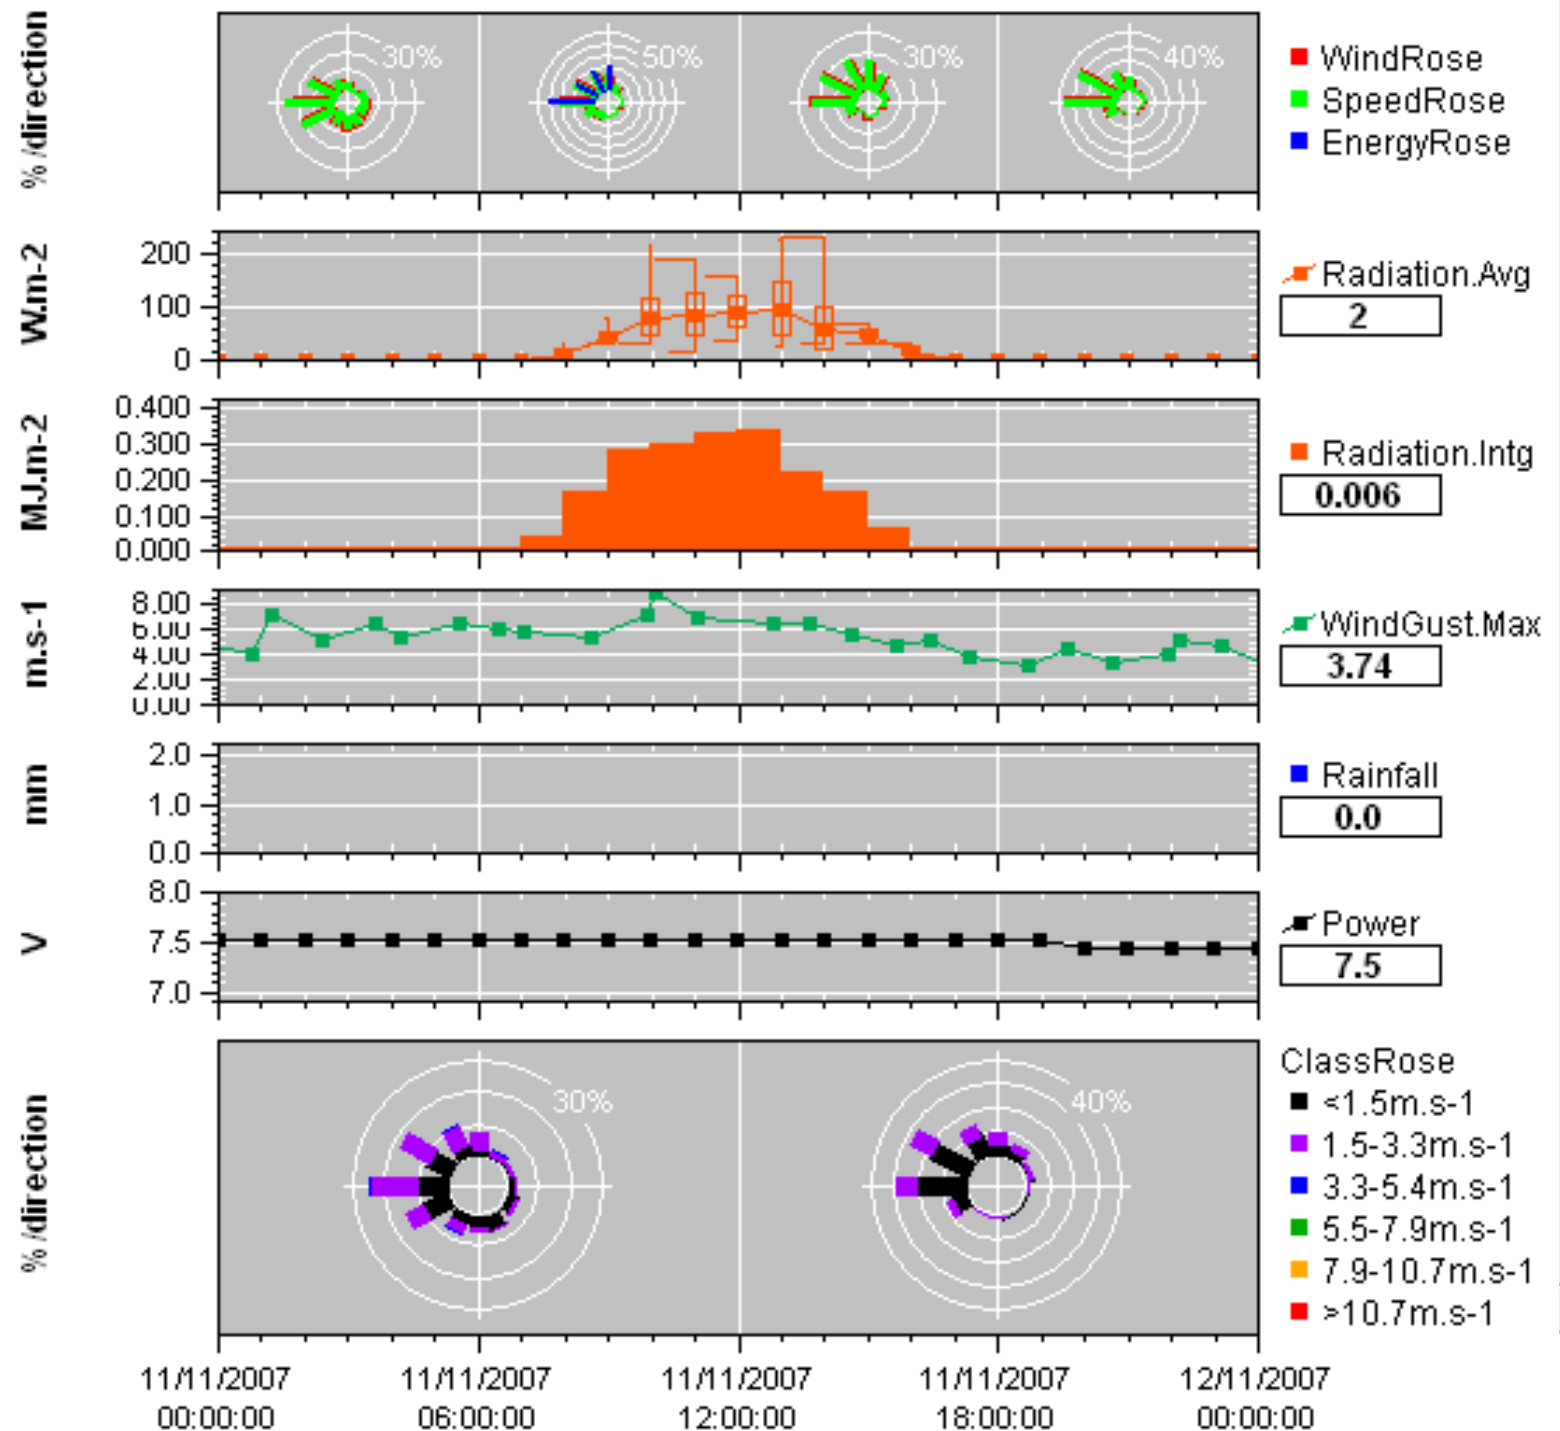 %/direction
30%
50%
30%
40%
WindRose
SpeedRose
EnergyRose
W.m-2
200
100
0
Radiation.Avg
2
MJ.m-2
0.400
0.300
0.200
0.100
0.000
Radiation.Intg
0.006
m.s-1
8.00
6.00
4.00
2.00
0.00
WindGust.Max
3.74
mm
2.0
1.0
0.0
Rainfall
0.0
V
8.0
7.5
7.0
Power
7.5
%/direction
30%
40%
ClassRose
<1.5m.s-1
1.5-3.3m.s-1
3.3-5.4m.s-1
5.5-7.9m.s-1
7.9-10.7m.s-1
>10.7m.s-1
11/11/2007 11/11/2007 11/11/2007 11/11/2007 12/11/2007
00:00:00 06:00:00 12:00:00 18:00:00 00:00:00